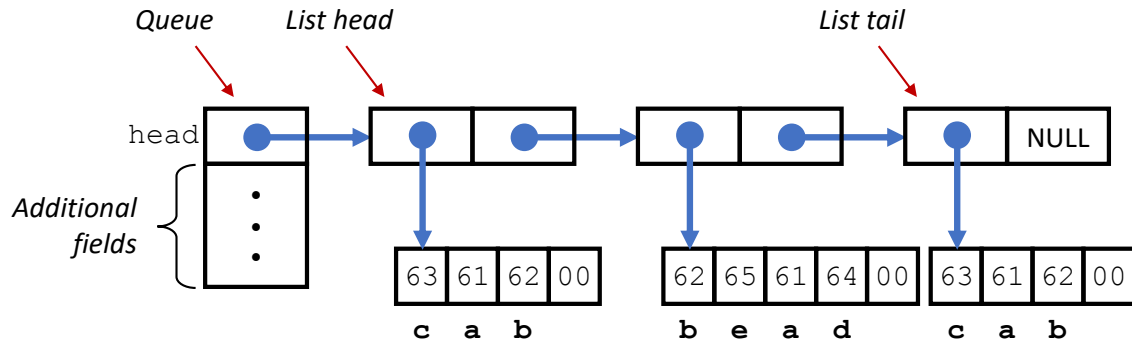 Queue List head List tail
head NULL
Additional
fields
63 61 62 00 62 65 61 64 00 63 61 62 00
c a b b e a d c a b